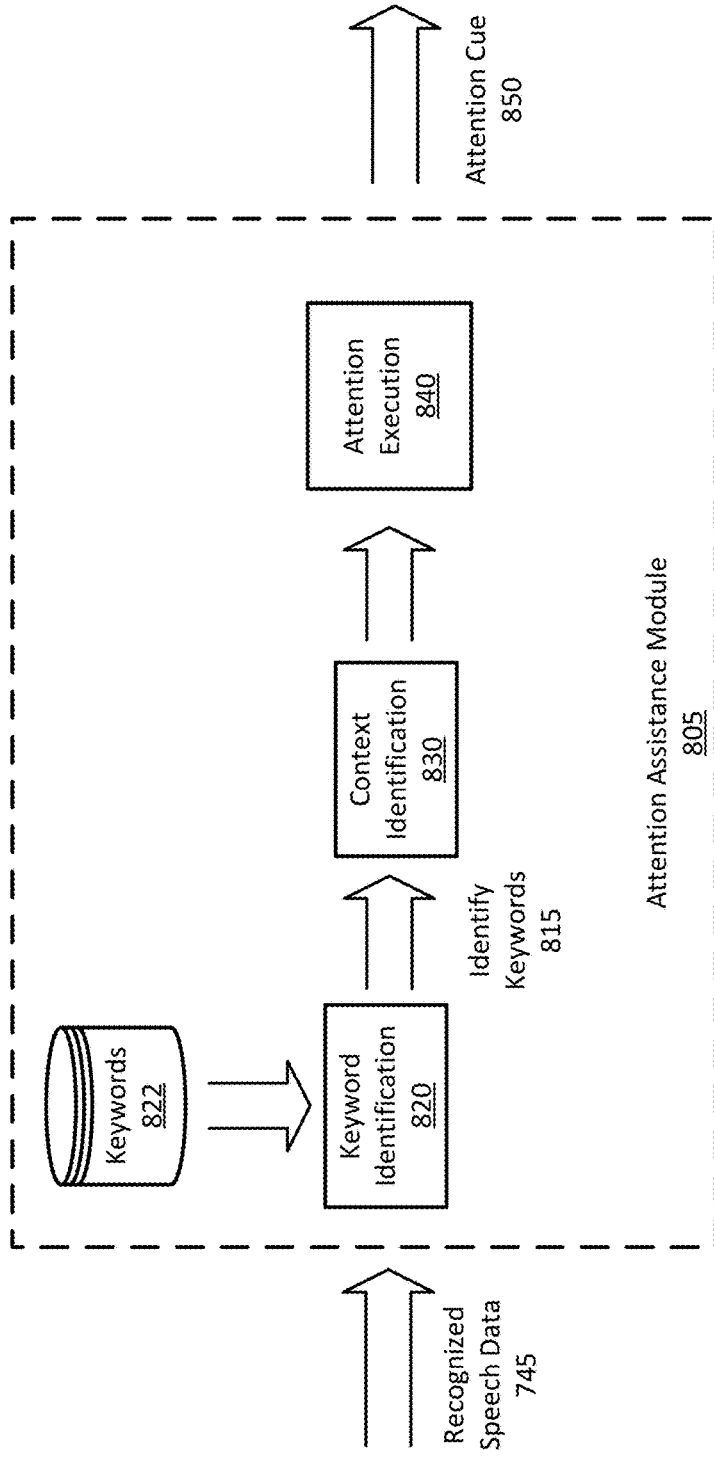 Recognized
Speech Data
745
Keywords
822
Keyword
Identification
820
Identify
Keywords
815
Context
Identification
830
Attention
Execution
840
Attention Assistance Module
805
Attention Cue
850